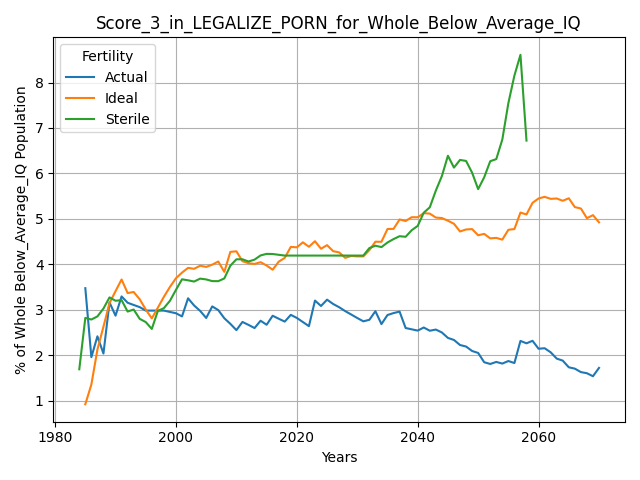 Score_3_in_LEGALIZE_PORN_for_Whole_Below_Average_IQ
Fertility
Actual
Ideal
Sterile
% of Whole Below_Average_IQ Population
8
7
6
5
4
3
2
1
1980
2000
2020
2040
2060
Years